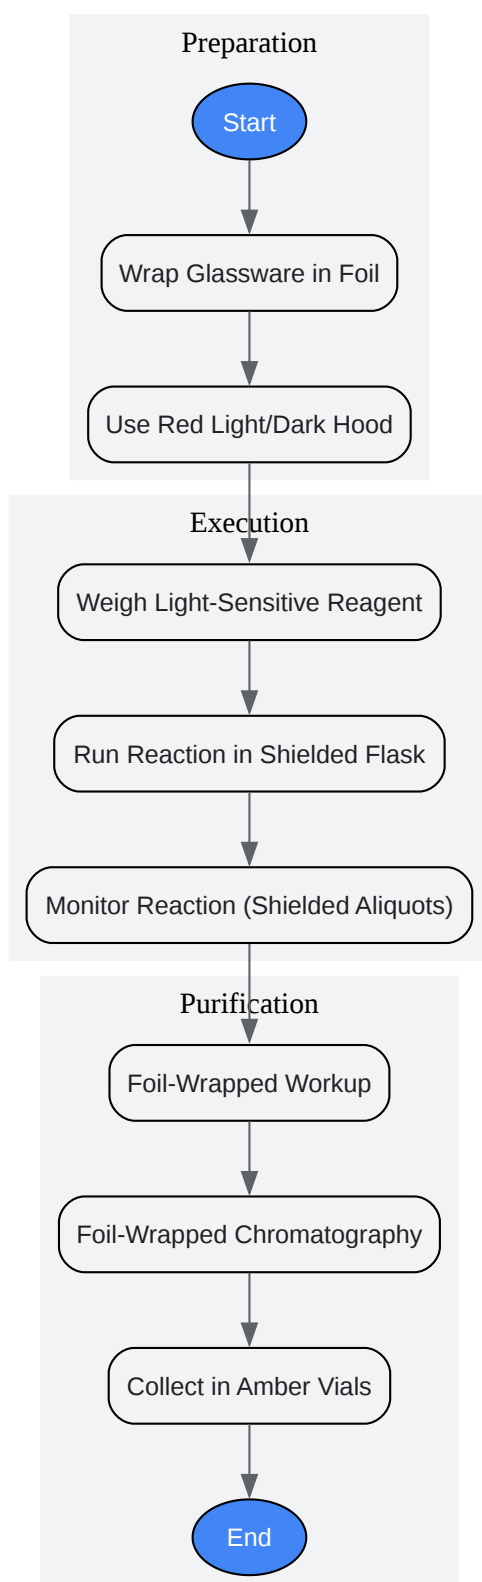 Preparation
Start
Wrap Glassware in Foil
Use Red Light/Dark Hood
Execution
Weigh Light-Sensitive Reagent
Run Reaction in Shielded Flask
Monitor Reaction (Shielded Aliquots)
Purification
Foil-Wrapped Workup
Foil-Wrapped Chromatography
Collect in Amber Vials
End